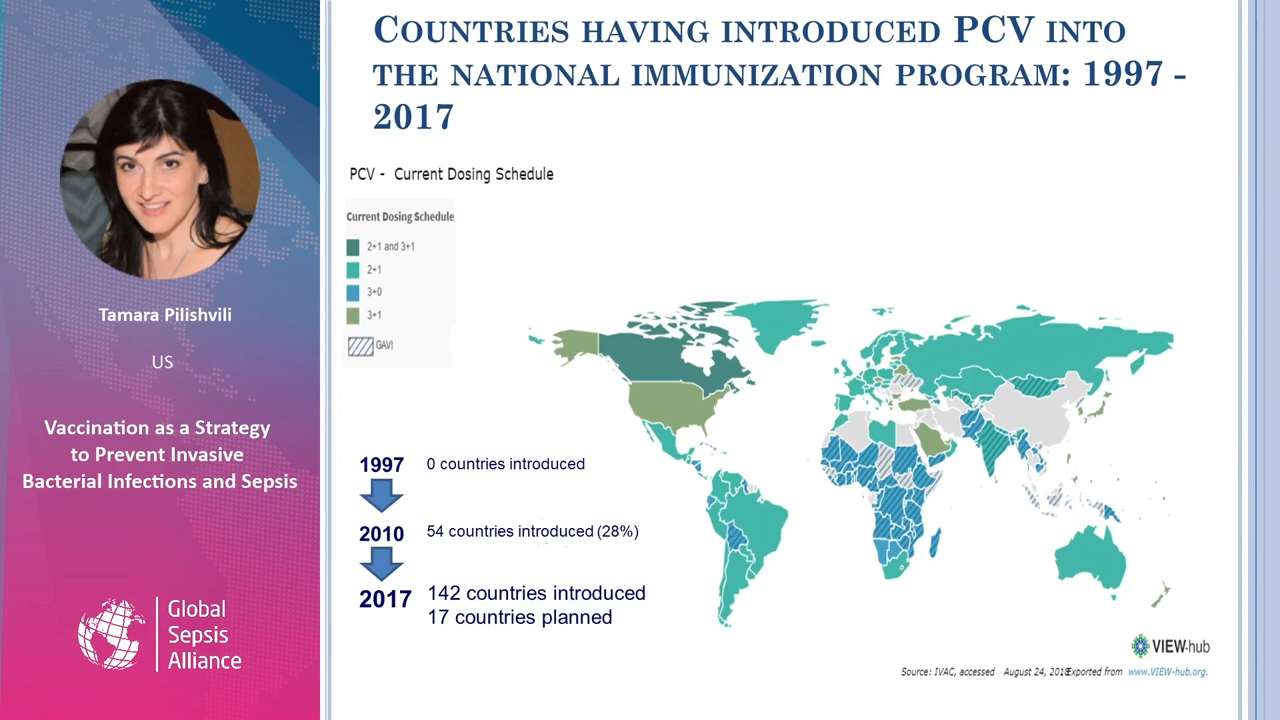 COUNTRIES HAVING INTRODUCED PCV INTO
THE NATIONAL IMMUNIZATION PROGRAM: 1997 -
2017
PCV - Current Dosing Schedule
Current Dosing Schedule
2+1 and 3+1
2+1
3+0
3+1
GAVI
1997 0 countries introduced
2010 54 countries introduced (28%)
2017 142 countries introduced
17 countries planned
VIEW-hub
Source: IVAC, accessed August 24, 2018 Exported from www.VIEW-hub.org.
Tamara Pilishvili
US
Vaccination as a Strategy
to Prevent Invasive
Bacterial Infections and Sepsis
Global
Sepsis
Alliance